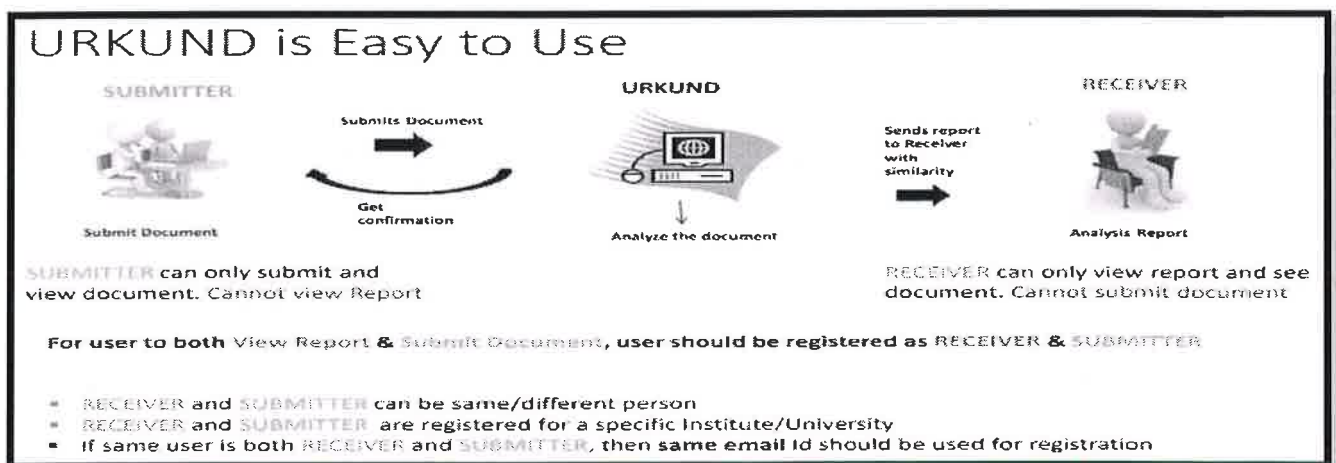 URKUND is Easy to Use
SUBMITTER
URKUND
RECEIVER
Submits Document
Sends report
to Receiver
with
similarity
Get
confirmation
Submit Document
Analyze the document
Analysis Report
SUBMITTER can only submit and
view document. Cannot view Report
RECEIVER can only view report and see
document. Cannot submit document
For user to both View Report & Submit Document, user should be registered as RECEIVER & SUBMITTER
▪ RECEIVER and SUBMITTER can be same/different person
▪ RECEIVER and SUBMITTER are registered for a specific Institute/University
▪ If same user is both RECEIVER and SUBMITTER, then same email Id should be used for registration